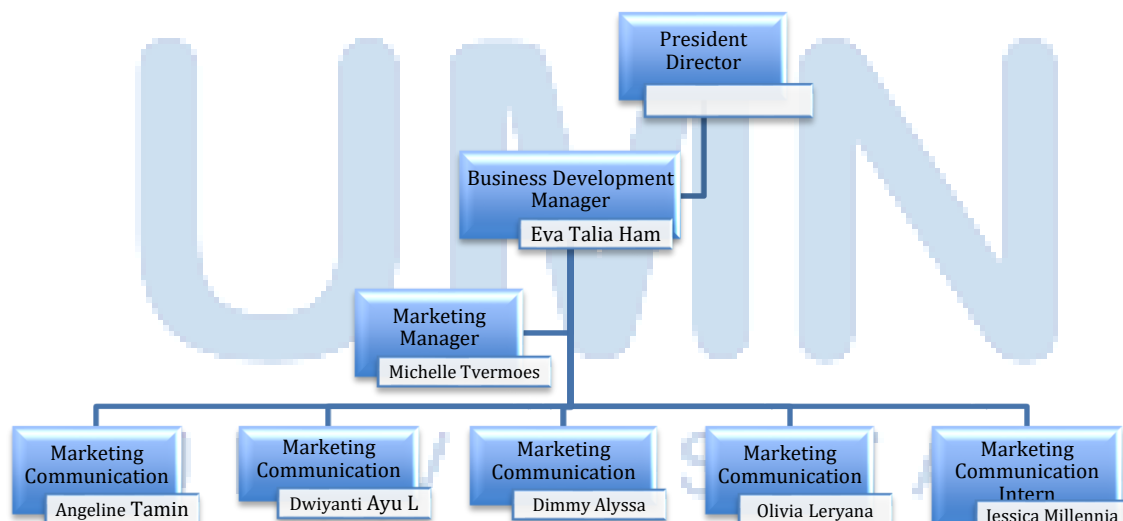 UMN
President
Director
Business Development
Manager
Eva Talia Ham
Marketing
Manager
Michelle Tvermoes
Marketing
Communication
Angeline Tamin
Marketing
Communication
Dwiyanti Ayu L
Marketing
Communication
Dimmy Alyssa
Marketing
Communication
Olivia Leryana
Marketing
Communication
Intern
Jessica Millennia